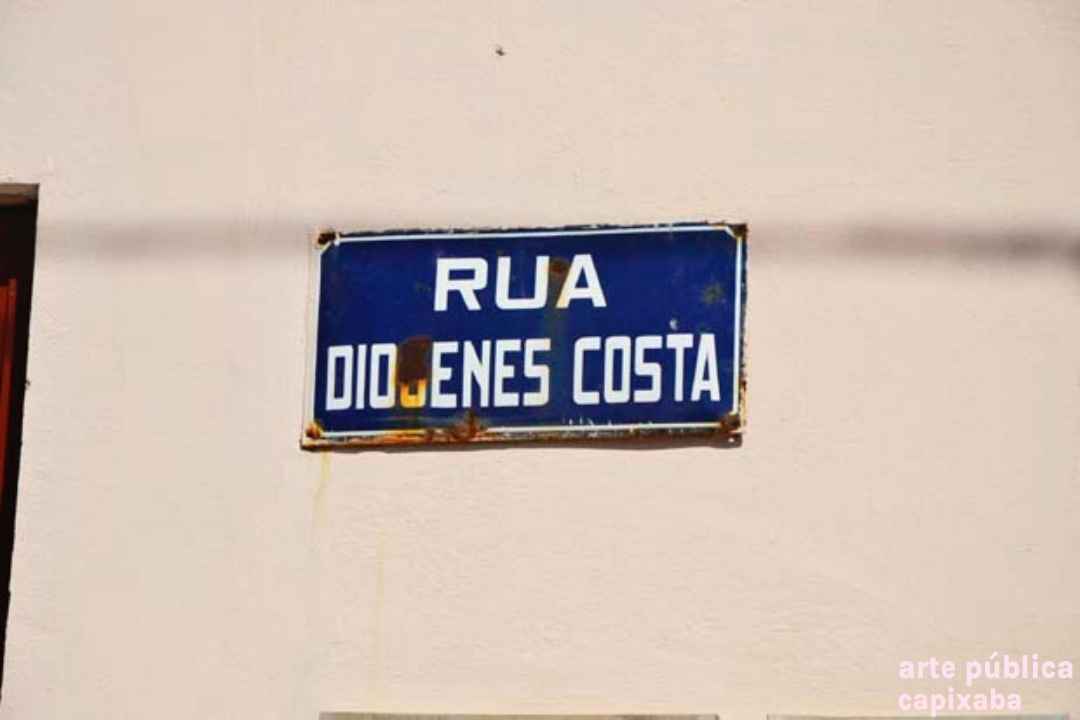 RUA
DIOGENES COSTA
arte pública
capixaba